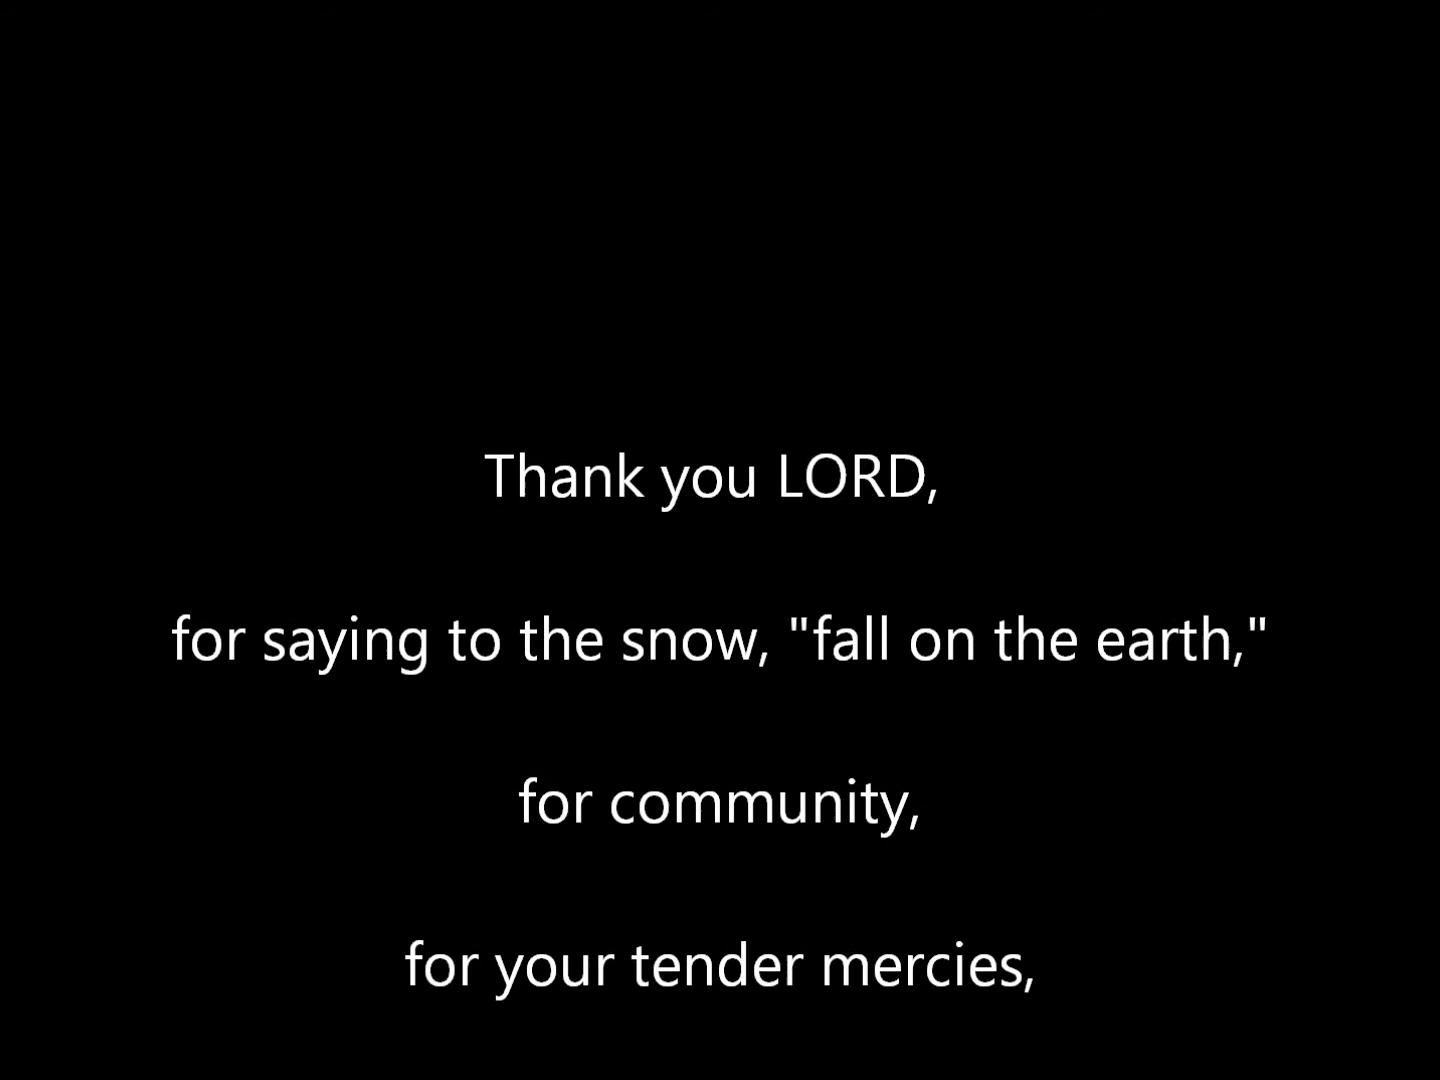 Thank you LORD,
for saying to the snow, "fall on the earth,"
for community,
for your tender mercies,